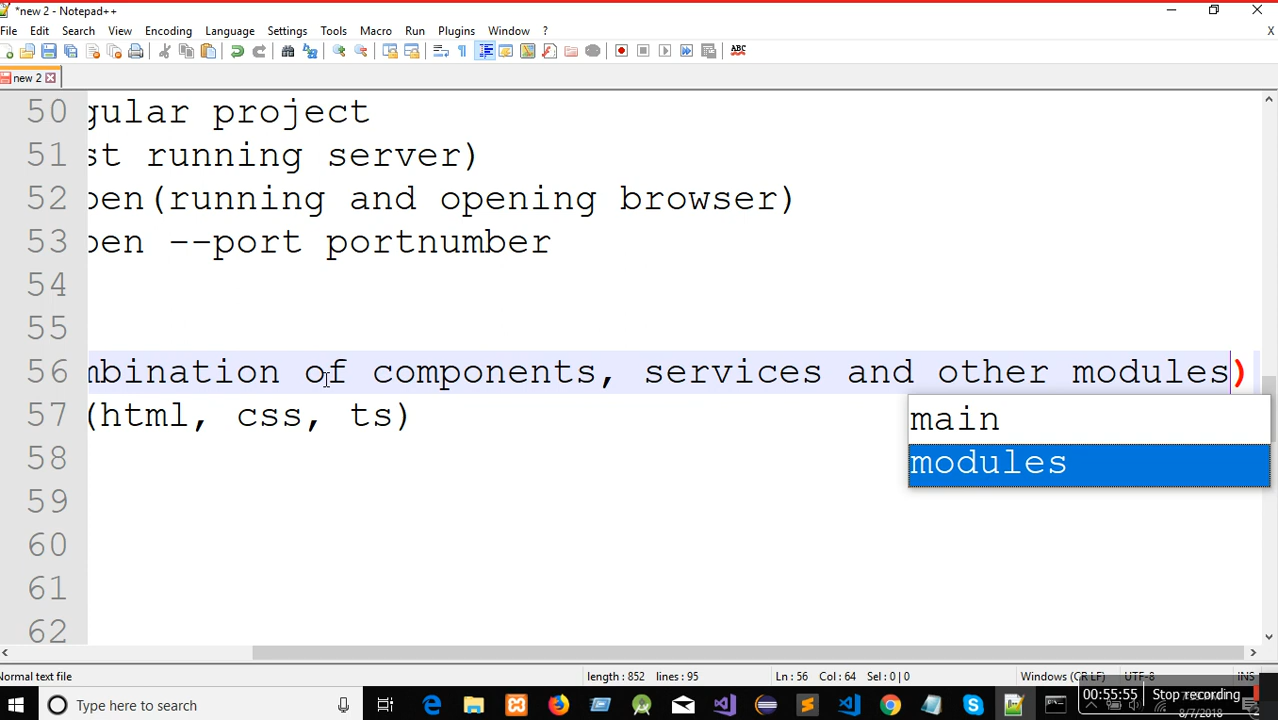 *new 2 - Notepad++
File Edit Search View Encoding Language Settings Tools Macro Run Plugins Window ? X
ABC
new 2
50 gular project
51 st running server)
52 pen(running and opening browser)
53 pen --port portnumber
54
55
56 mbination of components, services and other modules)
57 (html, css, ts)
main
58
modules
59
60
61
62
Normal text file length : 852 lines : 95 Ln : 56 Col : 64 Sel : 0 | 0 Windows (CR LF) UTF-8 INS
Type here to search 00:55:55 Stop recording
8/7/2018